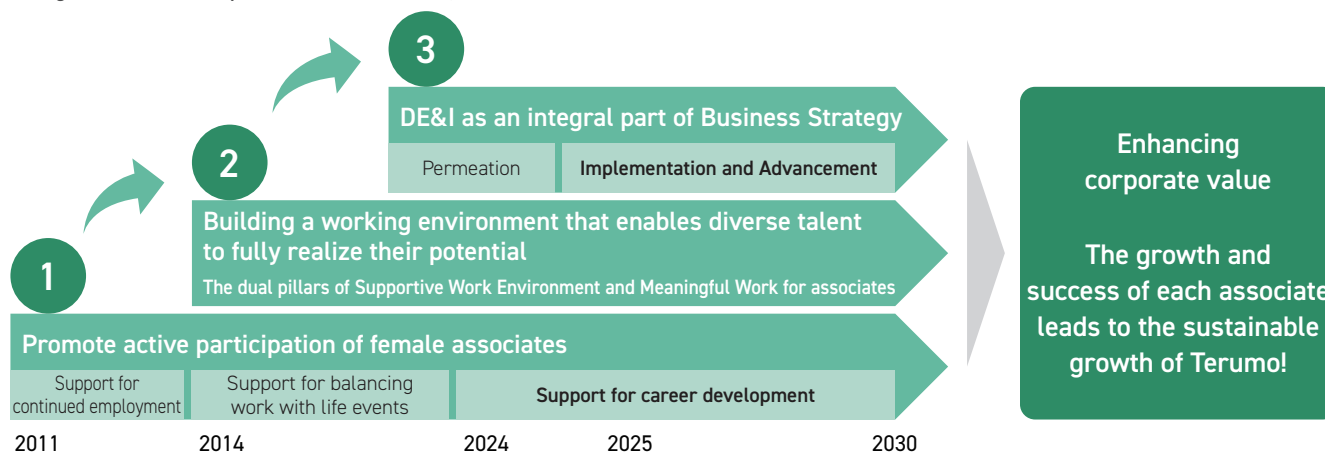 3
DE&I as an integral part of Business Strategy
Permeation
Implementation and Advancement
2
Building a working environment that enables diverse talent
to fully realize their potential
The dual pillars of Supportive Work Environment and Meaningful Work for associates
1
Promote active participation of female associates
Support for
continued employment
Support for balancing
work with life events
Support for career development
2011
2014
2024
2025
2030
Enhancing
corporate value
The growth and
success of each associate
leads to the sustainable
growth of Terumo!